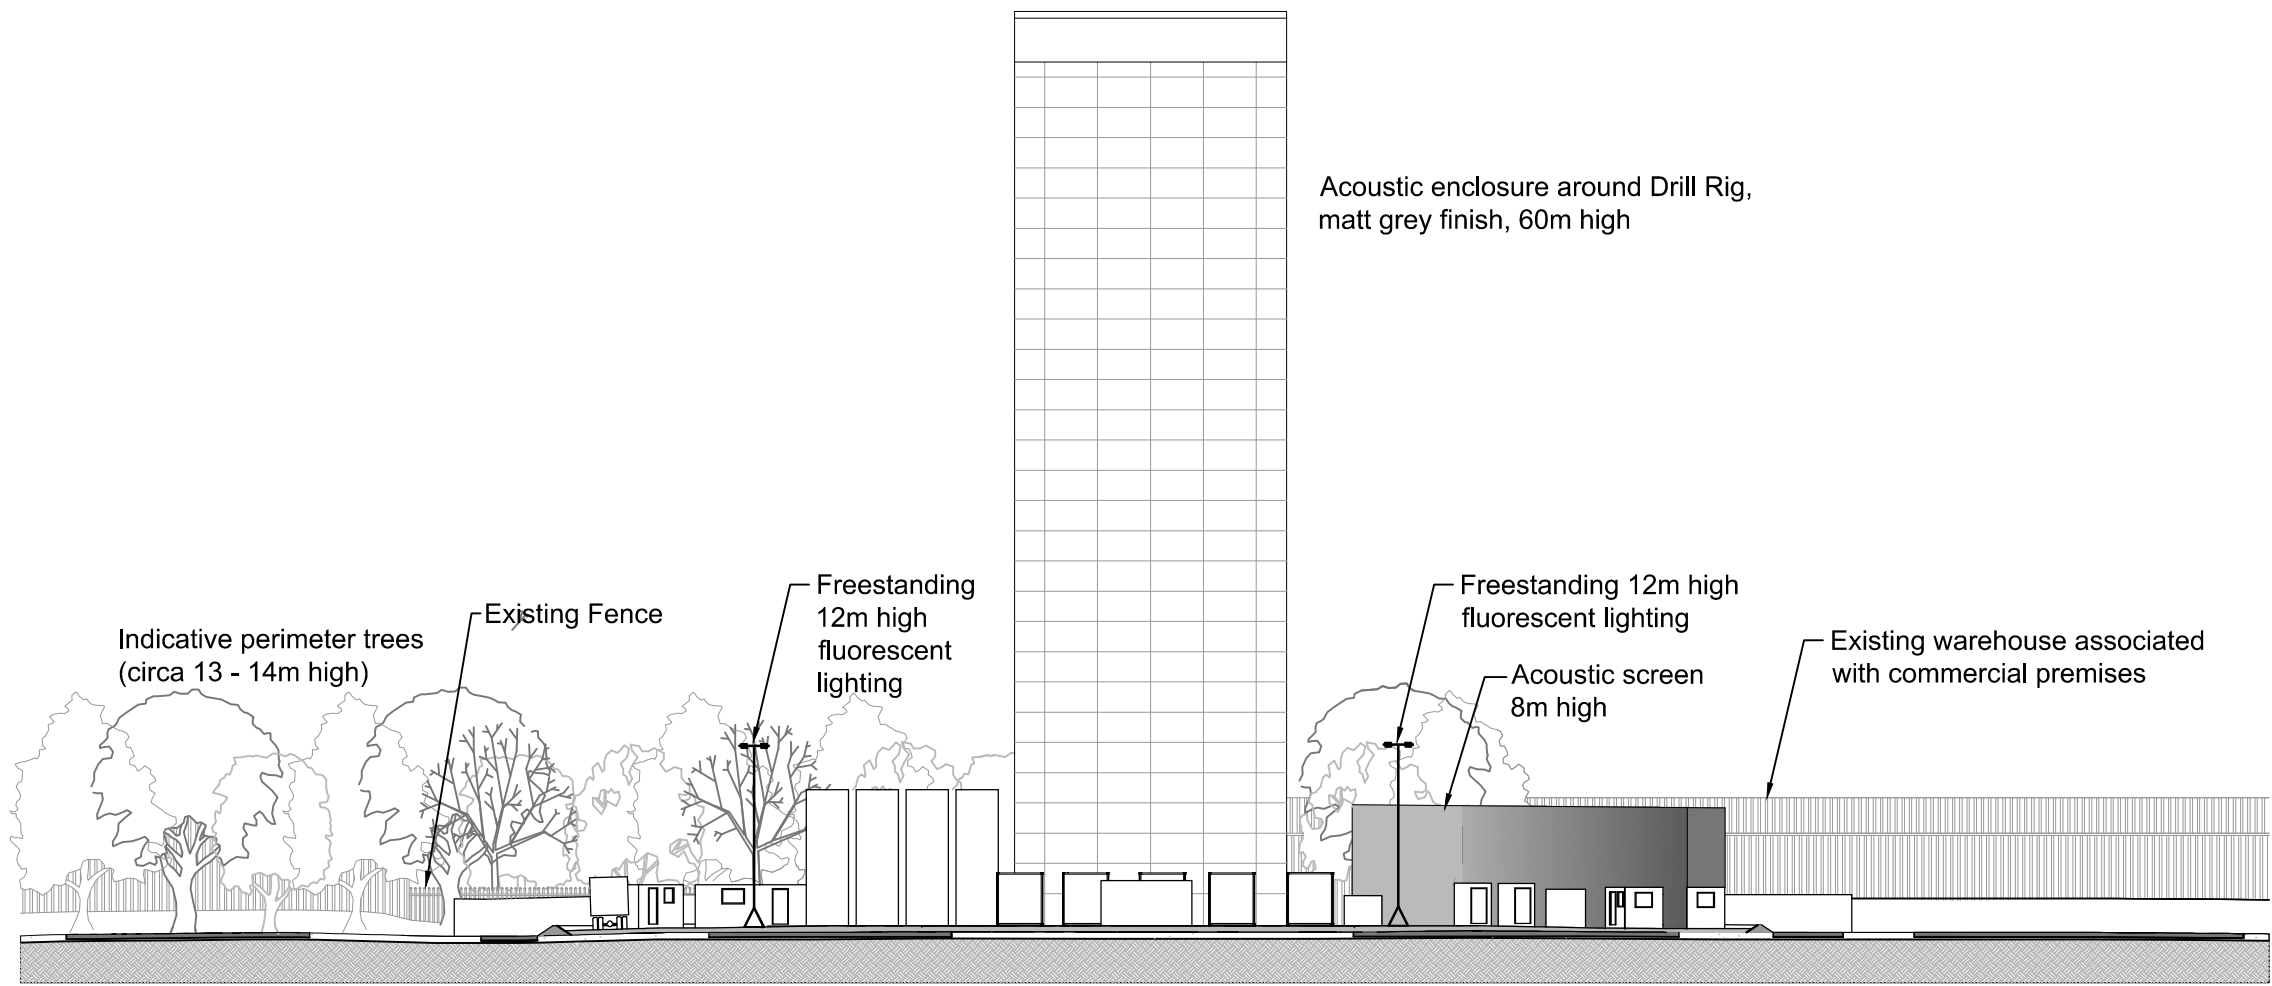 Acoustic enclosure around Drill Rig,
matt grey finish, 60m high
Freestanding
12m high
fluorescent
lighting
Freestanding 12m high
fluorescent lighting
Existing Fence
Indicative perimeter trees
(circa 13 - 14m high)
Existing warehouse associated
with commercial premises
Acoustic screen
8m high